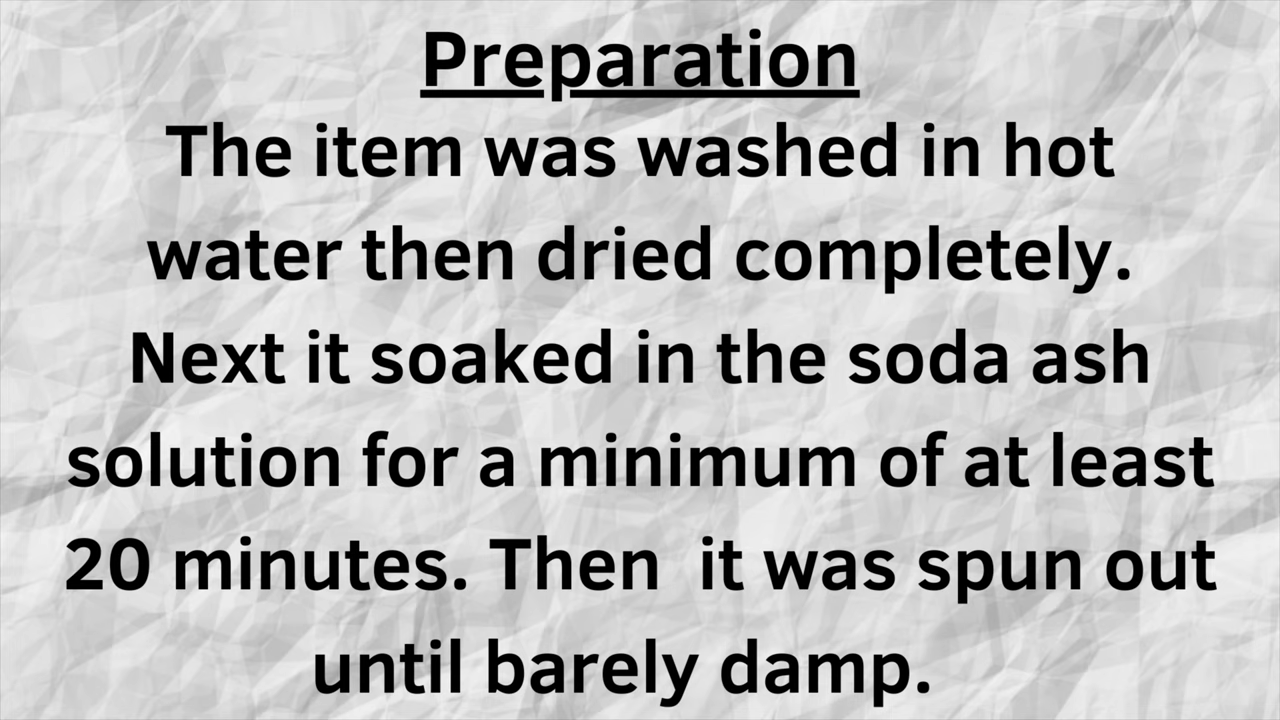 Preparation
The item was washed in hot
water then dried completely.
Next it soaked in the soda ash
solution for a minimum of at least
20 minutes. Then  it was spun out
until barely damp.